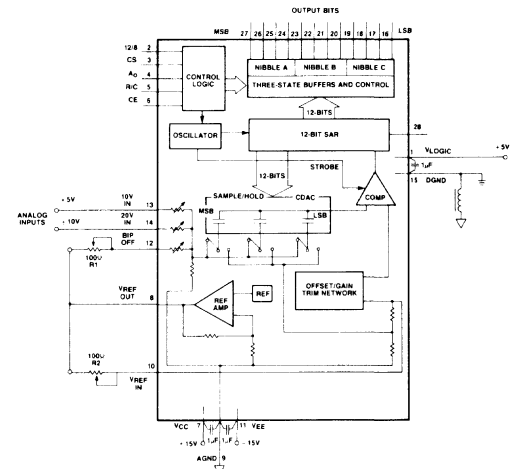 OUTPUT BITS
MSB LSB
27 26 25 24 23 22 21 20 19 18 17 16
12/8 2
CS 3
A0 4
R/C 5
CE 6
CONTROL LOGIC
NIBBLE A NIBBLE B NIBBLE C
THREE-STATE BUFFERS AND CONTROL
12-BITS
OSCILLATOR
12-BIT SAR
28
1 VLOGIC
+5V
1µF
15 DGND
STROBE
12-BITS
COMP
SAMPLE/HOLD CDAC
MSB LSB
ANALOG INPUTS
+5V
+10V
10V IN 13
20V IN 14
BIP OFF 12
100Ω
R1
VREF OUT 8
REF AMP
REF
OFFSET/GAIN TRIM NETWORK
100Ω
R2
VREF IN
10
VCC 7 11 VEE
+15V 1µF 1µF -15V
AGND 9